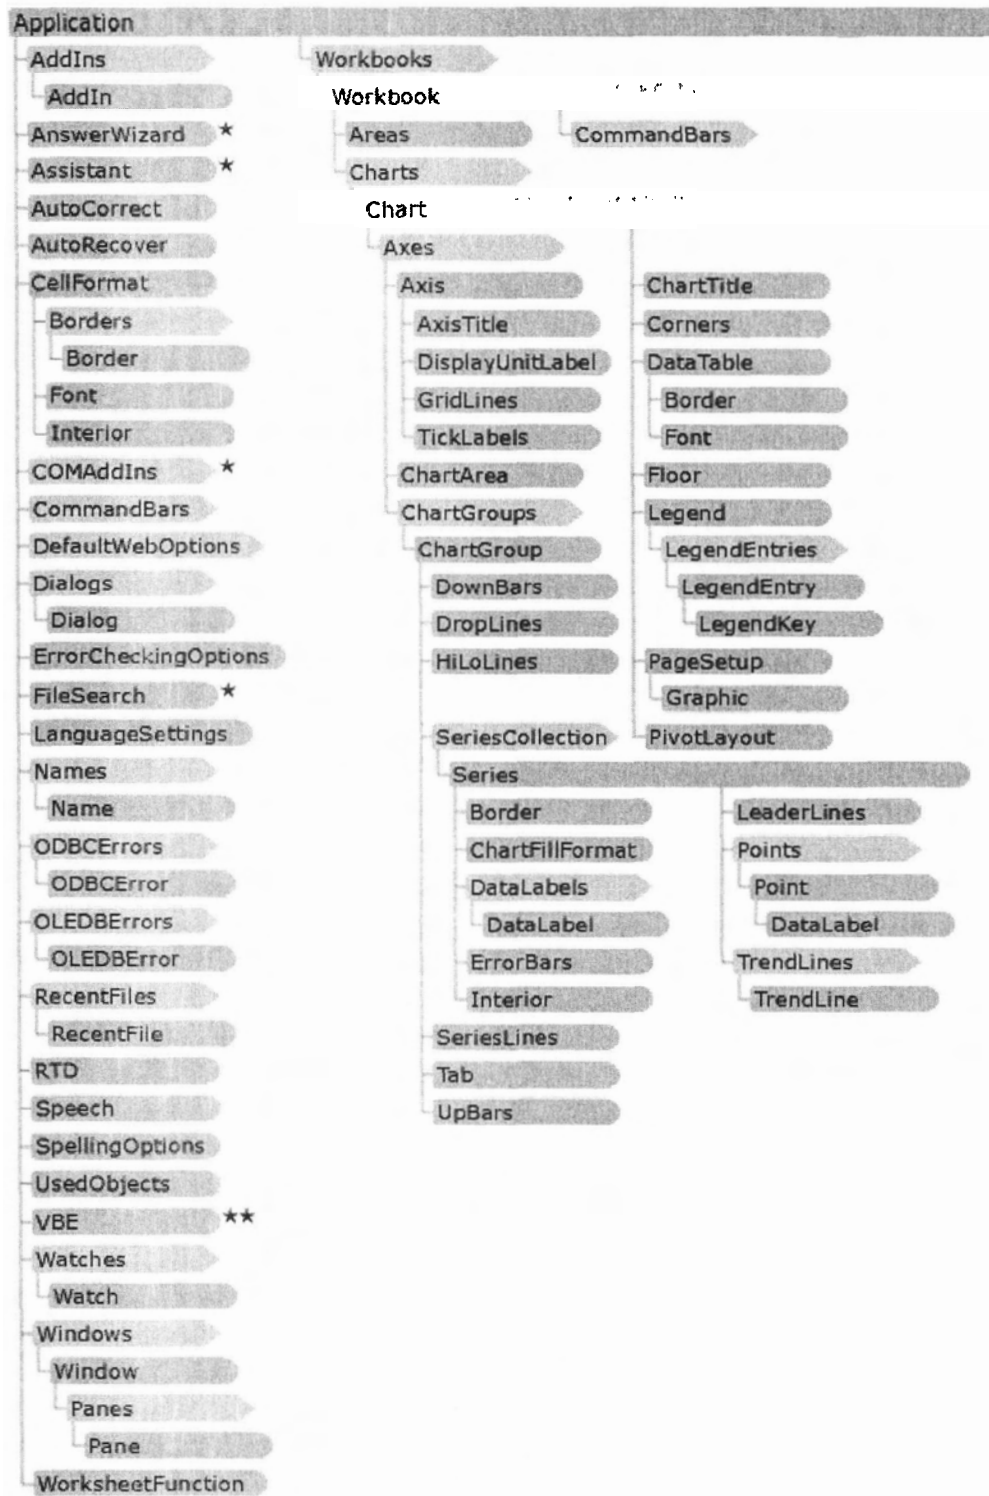 Application
AddIns
AddIn
AnswerWizard ★
Assistant ★
AutoCorrect
AutoRecover
CellFormat
Borders
Border
Font
Interior
COMAddIns ★
CommandBars
DefaultWebOptions
Dialogs
Dialog
ErrorCheckingOptions
FileSearch ★
LanguageSettings
Names
Name
ODBCErrors
ODBCError
OLEDBErrors
OLEDBError
RecentFiles
RecentFile
RTD
Speech
SpellingOptions
UsedObjects
VBE ★★
Watches
Watch
Windows
Window
Panes
Pane
WorksheetFunction
Workbooks
Workbook
Areas
Charts
CommandBars
Chart
Axes
Axis
AxisTitle
DisplayUnitLabel
GridLines
TickLabels
ChartArea
ChartGroups
ChartGroup
DownBars
DropLines
HiLoLines
SeriesCollection
Series
Border
ChartFillFormat
DataLabels
DataLabel
ErrorBars
Interior
LeaderLines
Points
Point
DataLabel
TrendLines
TrendLine
SeriesLines
Tab
UpBars
ChartTitle
Corners
DataTable
Border
Font
Floor
Legend
LegendEntries
LegendEntry
LegendKey
PageSetup
Graphic
PivotLayout